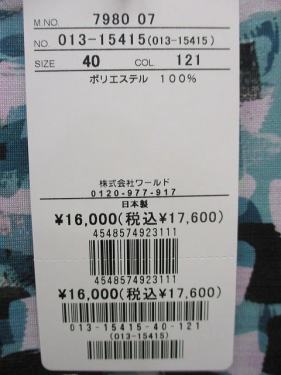 M.NO. 7980 07
NO. 013-15415(013-15415)
SIZE 40 COL. 121
ポリエステル 100%
株式会社ワールド
0120-977-917
日本製
¥16,000(税込¥17,600)
4548574923111
4548574923111
¥16,000(税込¥17,600)
013-15415-40-121
(013-15415)